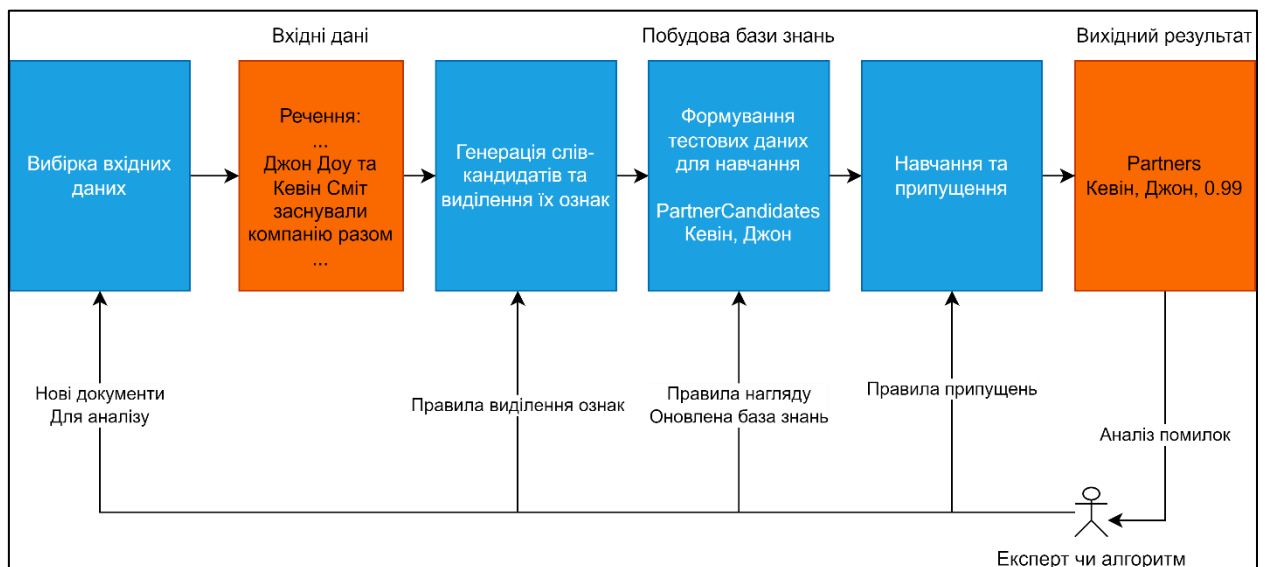 Вхідні дані
Побудова бази знань
Вихідний результат
Вибірка вхідних
даних
Речення:
...
Джон Доу та
Кевін Сміт
заснували
компанію разом
...
Генерація слів-
кандидатів та
виділення їх ознак
Формування
тестових даних
для навчання
PartnerCandidates
Кевін, Джон
Навчання та
припущення
Partners
Кевін, Джон, 0.99
Нові документи
Для аналізу
Правила виділення ознак
Правила нагляду
Оновлена база знань
Правила припущень
Аналіз помилок
Експерт чи алгоритм